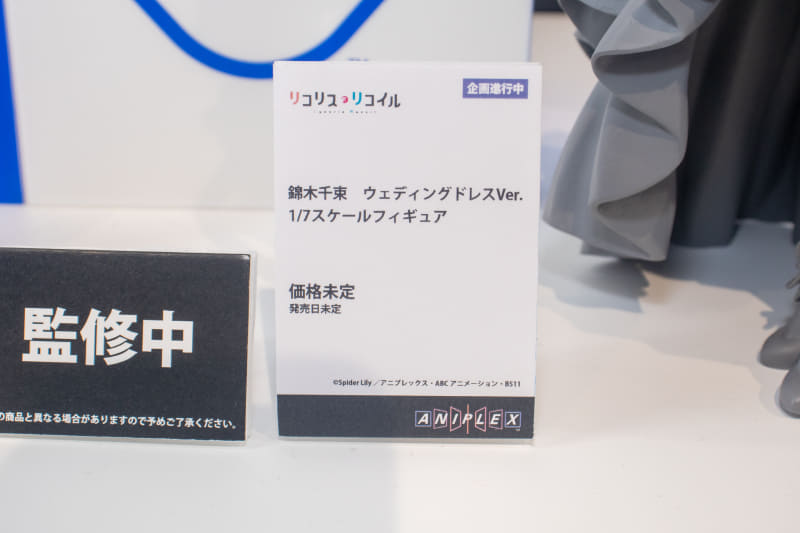 リコリス リコイル
Lycoris Recoil
企画進行中
錦木千束　ウェディングドレスVer.
1/7スケールフィギュア
価格未定
発売日未定
©Spider Lily／アニプレックス・ABC アニメーション・BS11
ANIPLEX
監修中
の商品と異なる場合がありますので予めご了承ください。